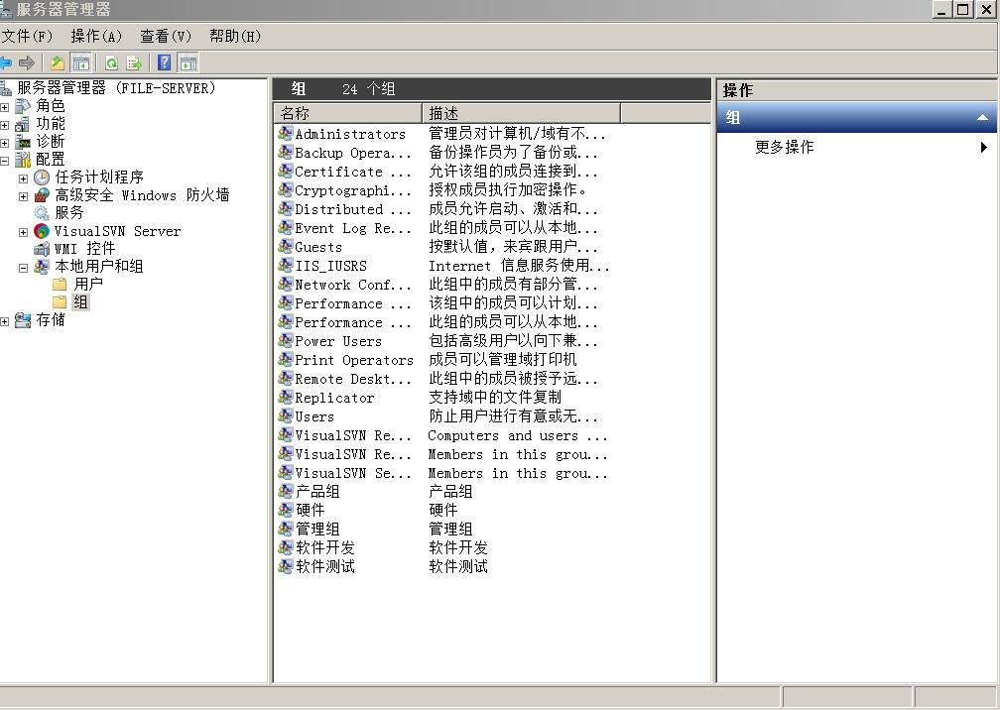 服务器管理器
文件(F) 操作(A) 查看(V) 帮助(H)
服务器管理器 (FILE-SERVER)
角色
功能
诊断
配置
任务计划程序
高级安全 Windows 防火墙
服务
VisualSVN Server
WMI 控件
本地用户和组
用户
组
存储
组 24 个组
名称 描述
Administrators 管理员对计算机/域有不...
Backup Opera... 备份操作员为了备份或...
Certificate ... 允许该组的成员连接到...
Cryptographi... 授权成员执行加密操作。
Distributed ... 成员允许启动、激活和...
Event Log Re... 此组的成员可以从本地...
Guests 按默认值，来宾跟用户...
IIS_IUSRS Internet 信息服务使用...
Network Conf... 此组中的成员有部分管...
Performance ... 该组中的成员可以计划...
Performance ... 此组的成员可以从本地...
Power Users 包括高级用户以向下兼...
Print Operators 成员可以管理域打印机
Remote Deskt... 此组中的成员被授予远...
Replicator 支持域中的文件复制
Users 防止用户进行有意或无...
VisualSVN Re... Computers and users ...
VisualSVN Re... Members in this grou...
VisualSVN Se... Members in this grou...
产品组 产品组
硬件 硬件
管理组 管理组
软件开发 软件开发
软件测试 软件测试
操作
组
更多操作